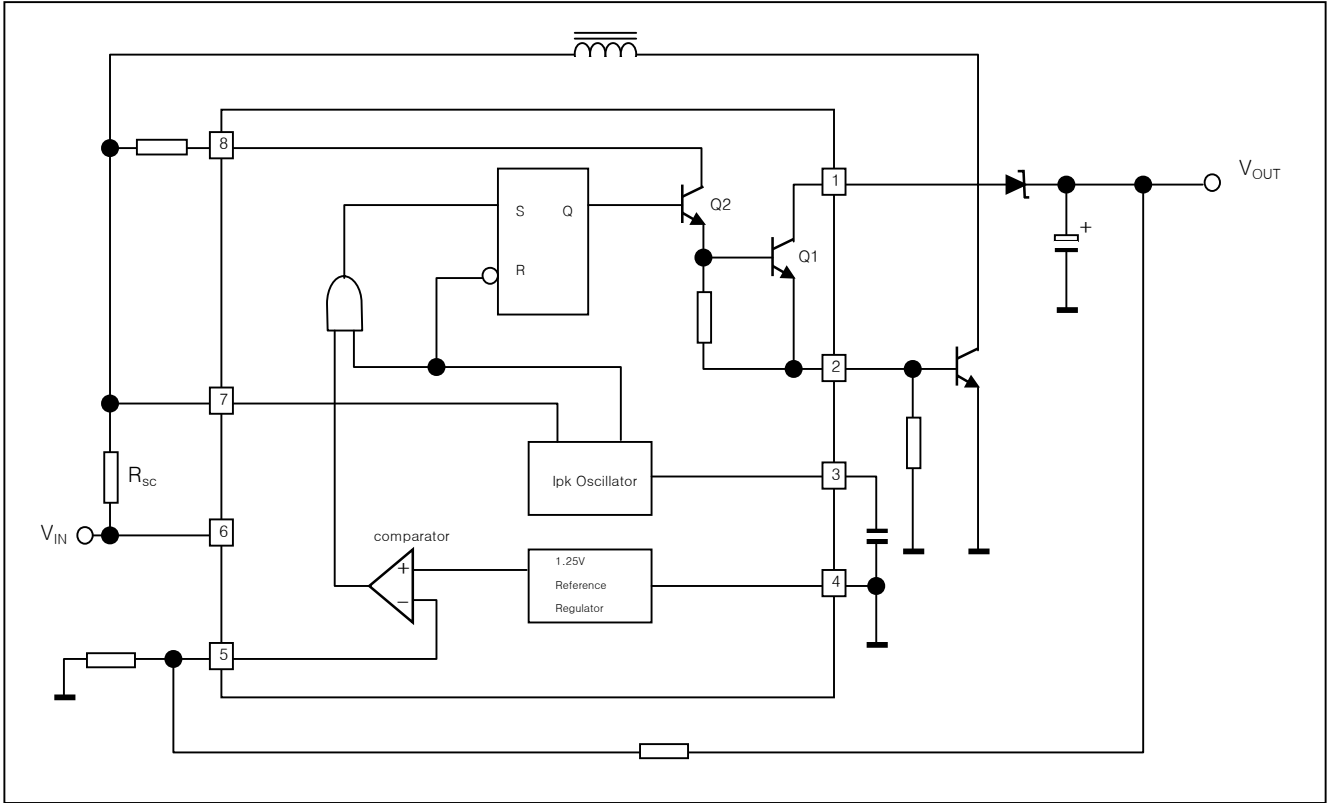 8
1
V_OUT
S Q
Q2
+
R
Q1
2
7
3
Ipk Oscillator
R_sc
6
V_IN
comparator
1.25V
Reference
Regulator
+
4
−
5